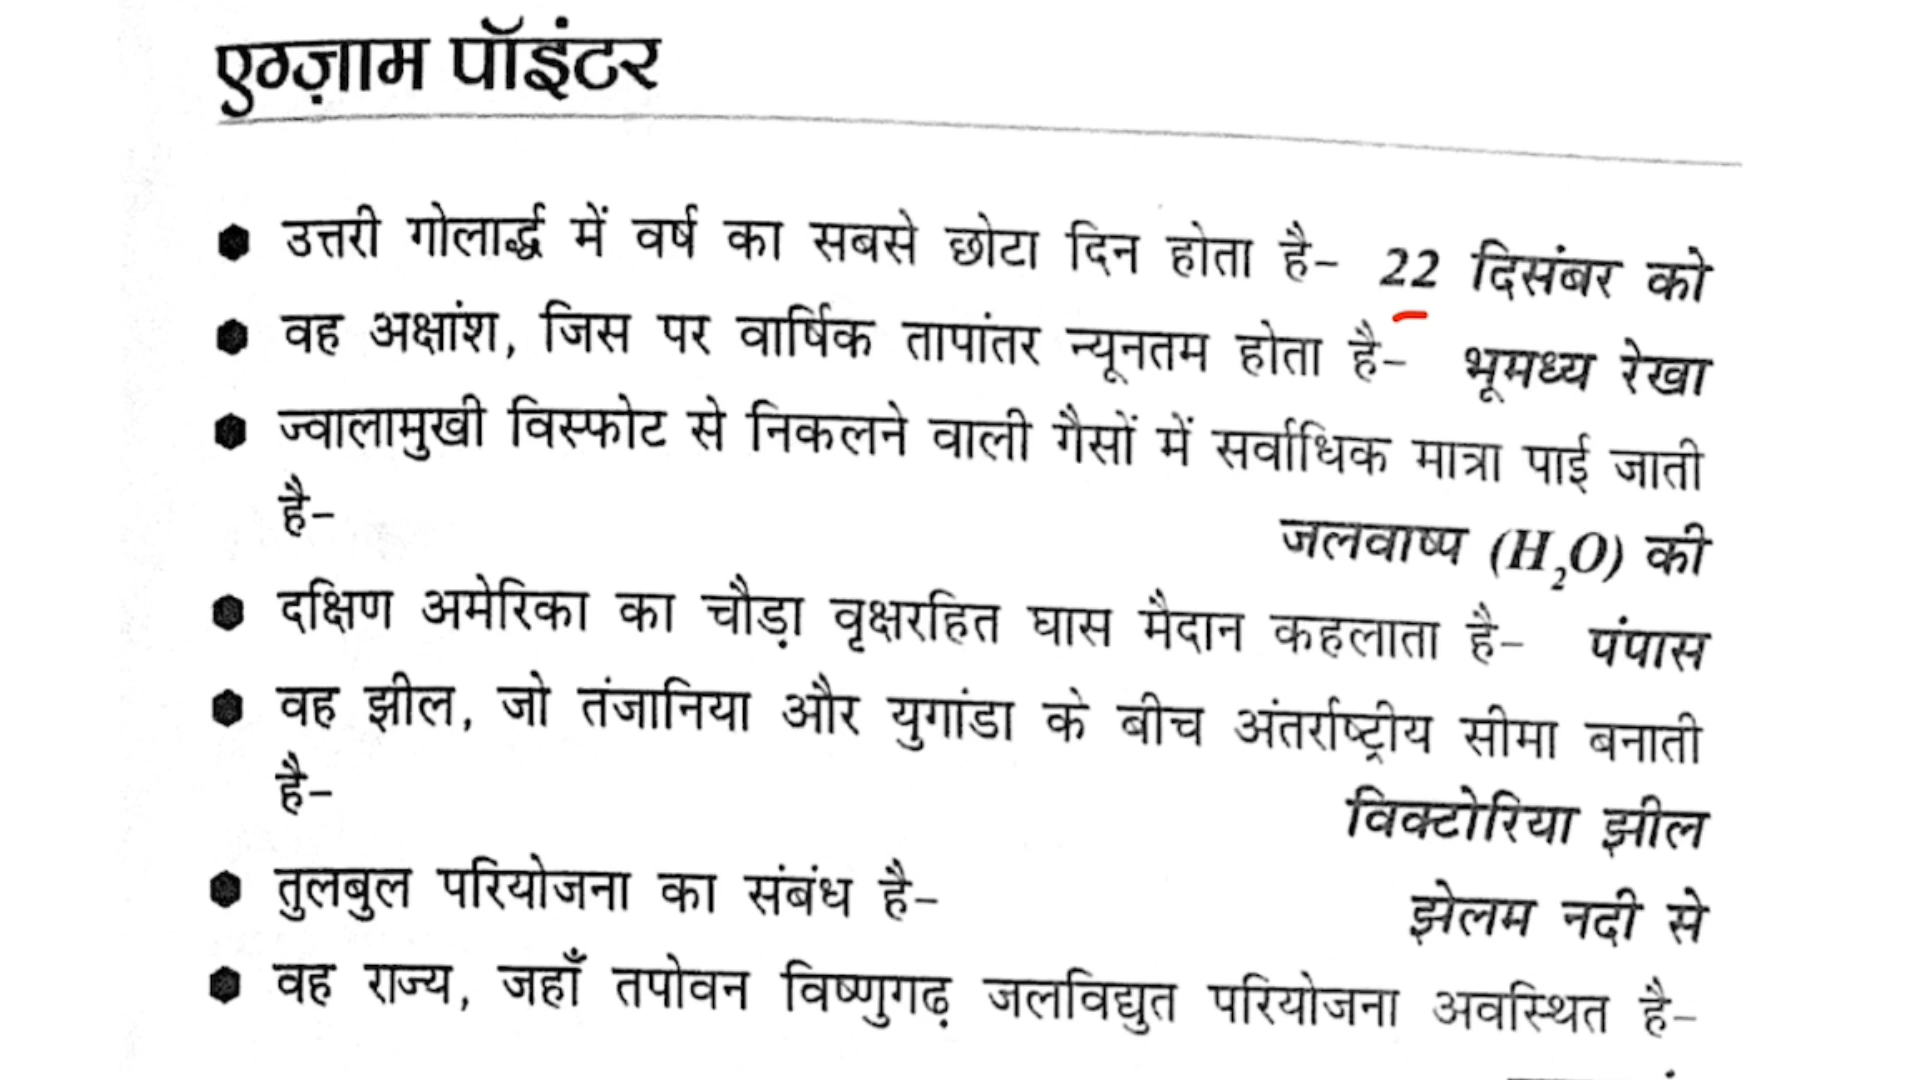 एग्ज़ाम पॉइंटर
उत्तरी गोलार्द्ध में वर्ष का सबसे छोटा दिन होता है- 22 दिसंबर को
वह अक्षांश, जिस पर वार्षिक तापांतर न्यूनतम होता है- भूमध्य रेखा
ज्वालामुखी विस्फोट से निकलने वाली गैसों में सर्वाधिक मात्रा पाई जाती
है- जलवाष्प (H₂O) की
दक्षिण अमेरिका का चौड़ा वृक्षरहित घास मैदान कहलाता है- पंपास
वह झील, जो तंजानिया और युगांडा के बीच अंतर्राष्ट्रीय सीमा बनाती
है- विक्टोरिया झील
तुलबुल परियोजना का संबंध है- झेलम नदी से
वह राज्य, जहाँ तपोवन विष्णुगढ़ जलविद्युत परियोजना अवस्थित है-